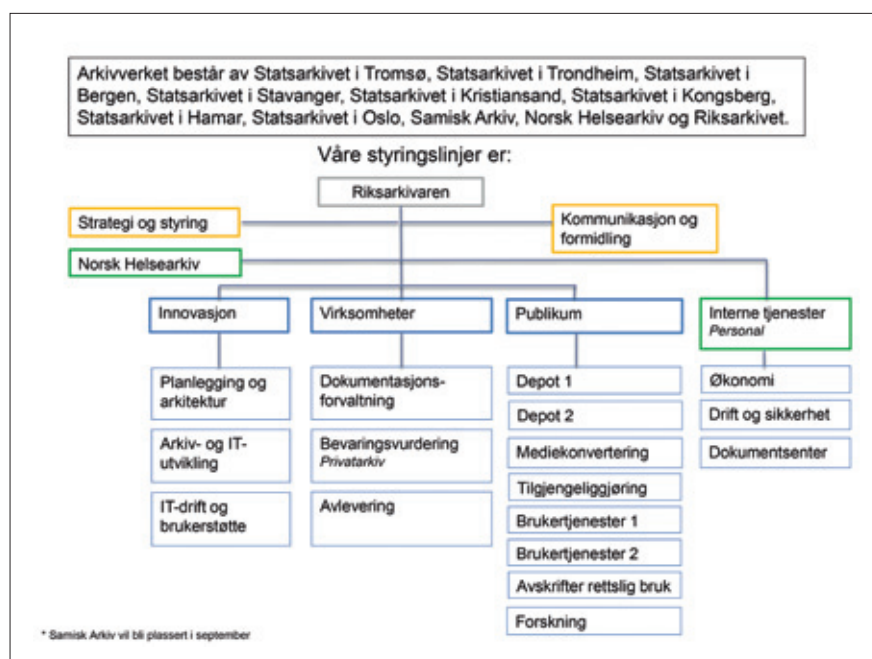 Arkivverket består av Statsarkivet i Tromsø, Statsarkivet i Trondheim, Statsarkivet i
Bergen, Statsarkivet i Stavanger, Statsarkivet i Kristiansand, Statsarkivet i Kongsberg,
Statsarkivet i Hamar, Statsarkivet i Oslo, Samisk Arkiv, Norsk Helsearkiv og Riksarkivet.
Våre styringslinjer er:
Riksarkivaren
Strategi og styring
Kommunikasjon og
formidling
Norsk Helsearkiv
Innovasjon
Planlegging og
arkitektur
Arkiv- og IT-
utvikling
IT-drift og
brukerstøtte
Virksomheter
Dokumentasjons-
forvaltning
Bevaringsvurdering
Privatarkiv
Avlevering
Publikum
Depot 1
Depot 2
Mediekonvertering
Tilgjengeliggjøring
Brukertjenester 1
Brukertjenester 2
Avskrifter rettslig bruk
Forskning
Interne tjenester
Personal
Økonomi
Drift og sikkerhet
Dokumentsenter
* Samisk Arkiv vil bli plassert i september